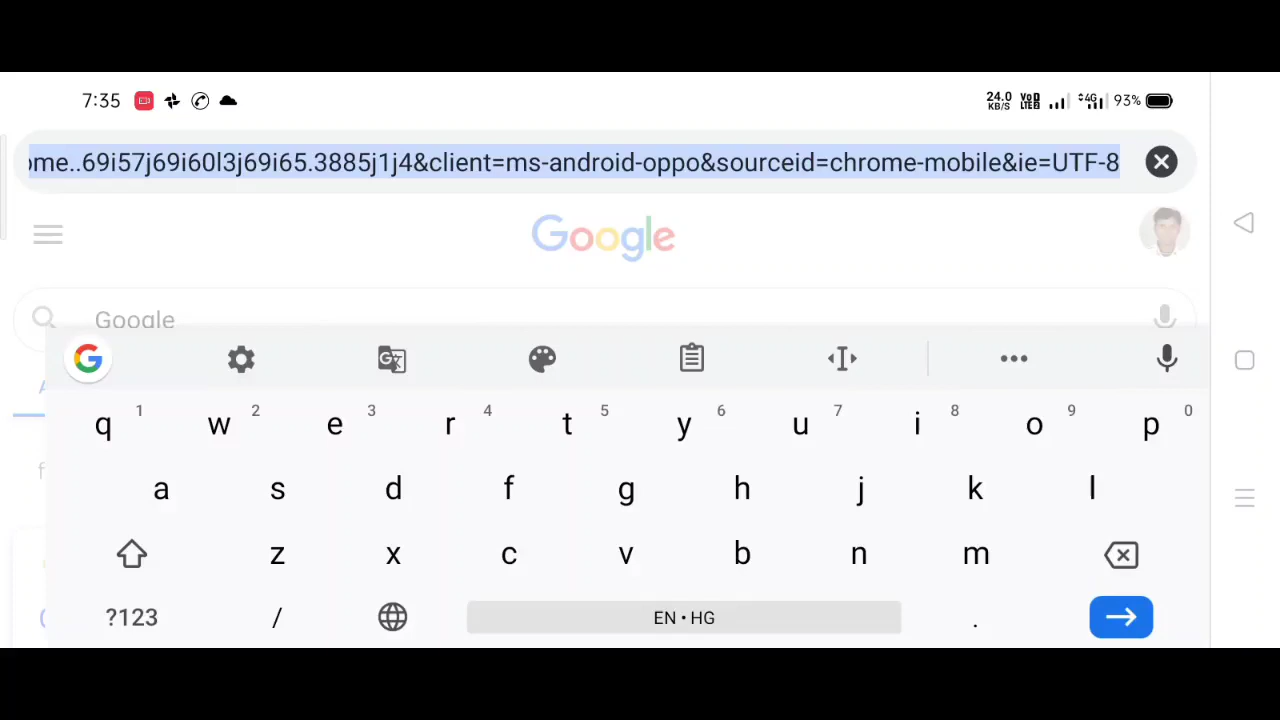 7:35 24.0 KB/S VoD LTE2 4G 93%
ome..69i57j69i60l3j69i65.3885j1j4&client=ms-android-oppo&sourceid=chrome-mobile&ie=UTF-8
Google
Google
G
q 1 w 2 e 3 r 4 t 5 y 6 u 7 i 8 o 9 p 0
a s d f g h j k l
z x c v b n m
?123 / EN • HG .